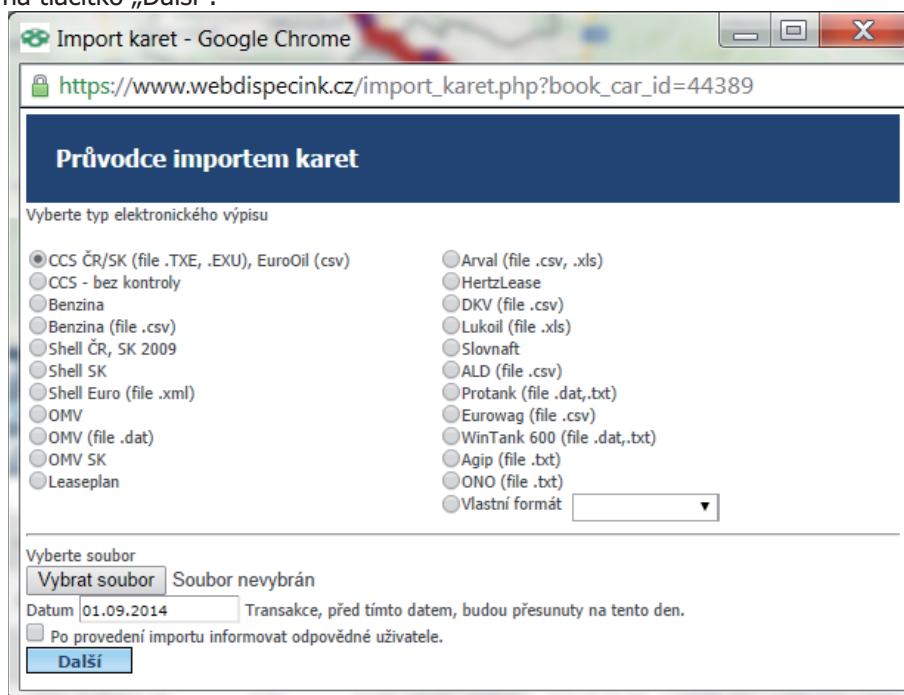 na tlačítko „Další“.
Import karet - Google Chrome
https://www.webdispecink.cz/import_karet.php?book_car_id=44389
Průvodce importem karet
Vyberte typ elektronického výpisu
CCS ČR/SK (file .TXE, .EXU), EuroOil (csv)
CCS - bez kontroly
Benzina
Benzina (file .csv)
Shell ČR, SK 2009
Shell SK
Shell Euro (file .xml)
OMV
OMV (file .dat)
OMV SK
Leaseplan
Arval (file .csv, .xls)
HertzLease
DKV (file .csv)
Lukoil (file .xls)
Slovnaft
ALD (file .csv)
Protank (file .dat,.txt)
Eurowag (file .csv)
WinTank 600 (file .dat,.txt)
Agip (file .txt)
ONO (file .txt)
Vlastní formát
Vyberte soubor
Vybrat soubor Soubor nevybrán
Datum 01.09.2014 Transakce, před tímto datem, budou přesunuty na tento den.
Po provedení importu informovat odpovědné uživatele.
Další